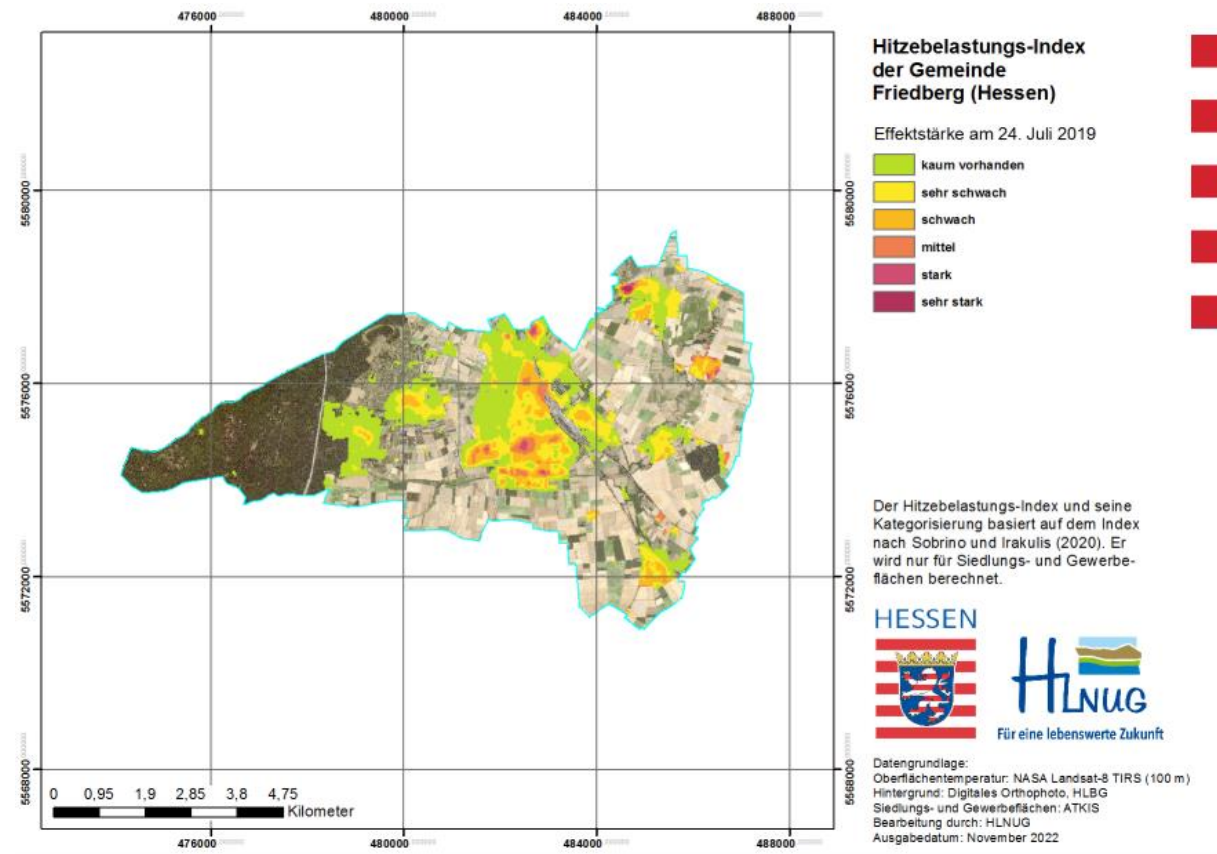 476000
480000
484000
488000
5580000
5576000
5572000
5568000
5580000
5576000
5572000
5568000
0 0,95 1,9 2,85 3,8 4,75
Kilometer
476000
480000
484000
488000
Hitzebelastungs-Index
der Gemeinde
Friedberg (Hessen)
Effektstärke am 24. Juli 2019
kaum vorhanden
sehr schwach
schwach
mittel
stark
sehr stark
Der Hitzebelastungs-Index und seine
Kategorisierung basiert auf dem Index
nach Sobrino und Irakulis (2020). Er
wird nur für Siedlungs- und Gewerbe-
flächen berechnet.
HESSEN
HLNUG
Für eine lebenswerte Zukunft
Datengrundlage:
Oberflächentemperatur: NASA Landsat-8 TIRS (100 m)
Hintergrund: Digitales Orthophoto, HLBG
Siedlungs- und Gewerbeflächen: ATKIS
Bearbeitung durch: HLNUG
Ausgabedatum: November 2022